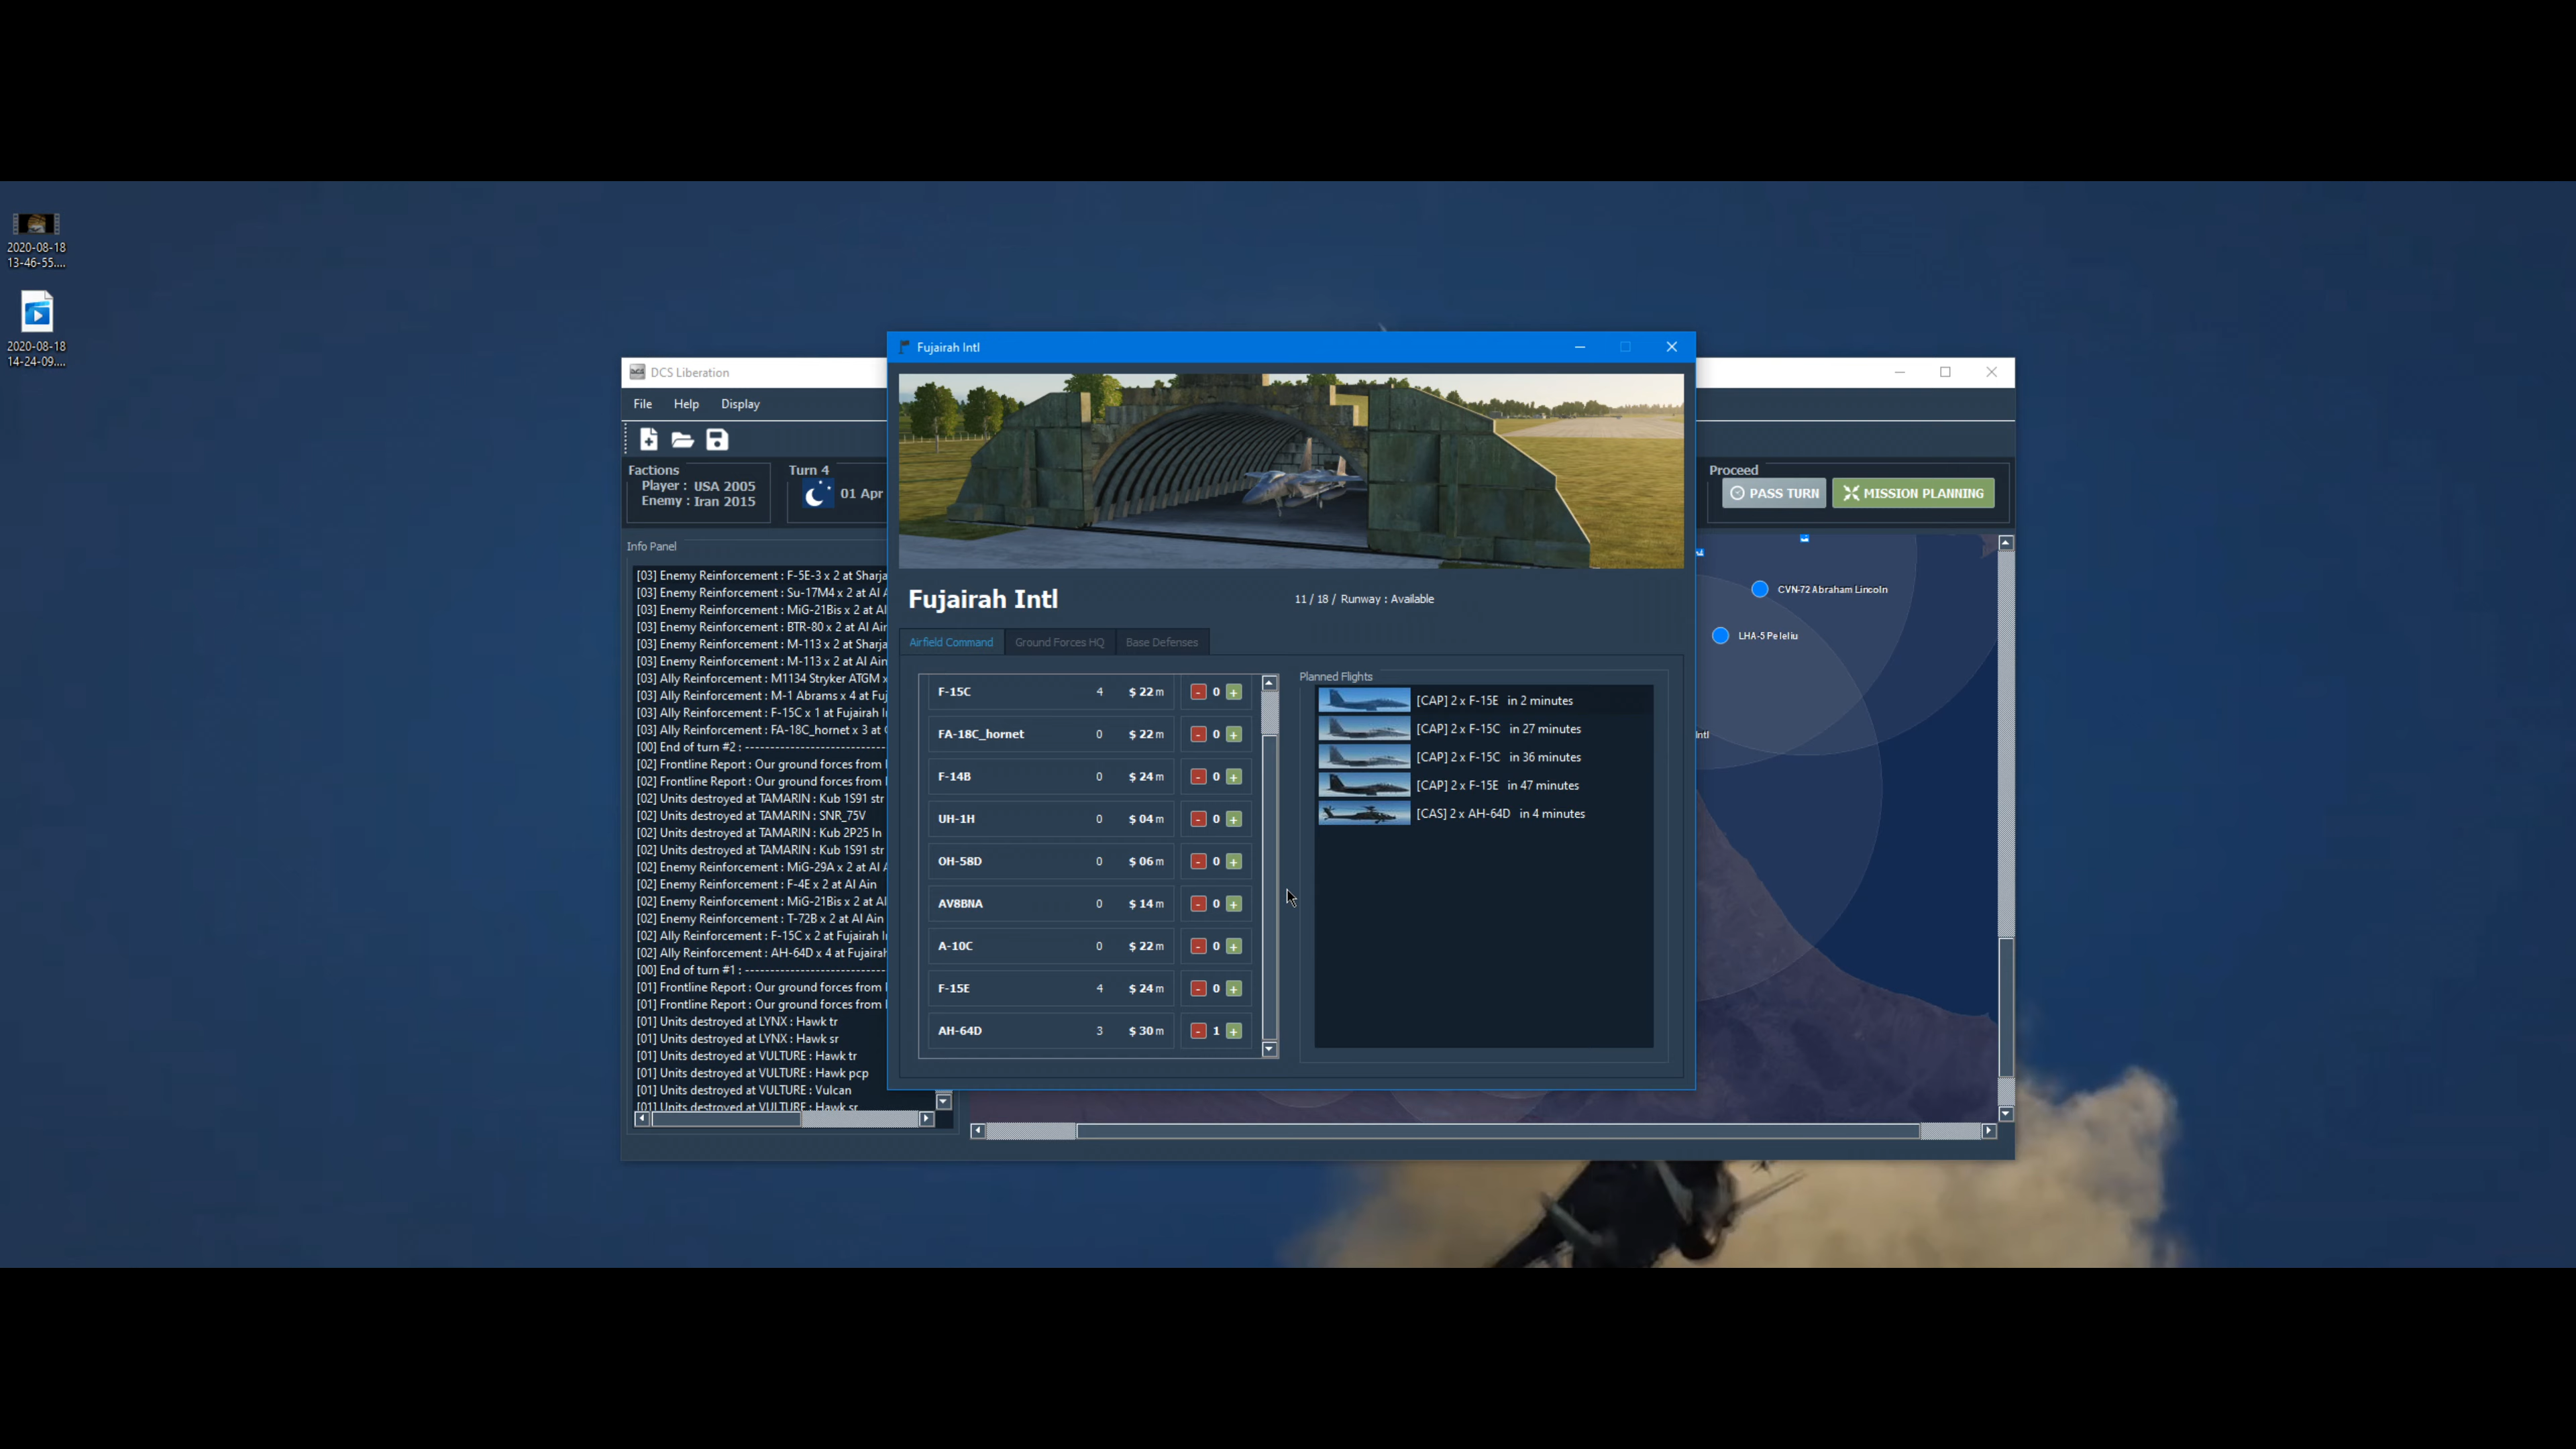 2020-08-18
13-46-55....
2020-08-18
14-24-09....
DCS Liberation
File Help Display
Factions
Player : USA 2005
Enemy : Iran 2015
Turn 4
01 Apr
Info Panel
[03] Enemy Reinforcement : F-5E-3 x 2 at Sharja
[03] Enemy Reinforcement : Su-17M4 x 2 at Al A
[03] Enemy Reinforcement : MiG-21Bis x 2 at Al
[03] Enemy Reinforcement : BTR-80 x 2 at Al Ain
[03] Enemy Reinforcement : M-113 x 2 at Sharja
[03] Enemy Reinforcement : M-113 x 2 at Al Ain
[03] Ally Reinforcement : M1134 Stryker ATGM x
[03] Ally Reinforcement : M-1 Abrams x 4 at Fuj
[03] Ally Reinforcement : F-15C x 1 at Fujairah I
[03] Ally Reinforcement : FA-18C_hornet x 3 at
[00] End of turn #2 : -----------------------------
[02] Frontline Report : Our ground forces from
[02] Frontline Report : Our ground forces from
[02] Units destroyed at TAMARIN : Kub 1S91 str
[02] Units destroyed at TAMARIN : SNR_75V
[02] Units destroyed at TAMARIN : Kub 2P25 ln
[02] Units destroyed at TAMARIN : Kub 1S91 str
[02] Enemy Reinforcement : MiG-29A x 2 at Al A
[02] Enemy Reinforcement : F-4E x 2 at Al Ain
[02] Enemy Reinforcement : MiG-21Bis x 2 at Al
[02] Enemy Reinforcement : T-72B x 2 at Al Ain
[02] Ally Reinforcement : F-15C x 2 at Fujairah I
[02] Ally Reinforcement : AH-64D x 4 at Fujairah
[00] End of turn #1 : -----------------------------
[01] Frontline Report : Our ground forces from
[01] Frontline Report : Our ground forces from
[01] Units destroyed at LYNX : Hawk tr
[01] Units destroyed at LYNX : Hawk sr
[01] Units destroyed at VULTURE : Hawk tr
[01] Units destroyed at VULTURE : Hawk pcp
[01] Units destroyed at VULTURE : Vulcan
[01] Units destroyed at VULTURE : Hawk sr
Fujairah Intl
Fujairah Intl
11 / 18 / Runway : Available
Airfield Command Ground Forces HQ Base Defenses
F-15C 4 $ 22 m - 0 +
FA-18C_hornet 0 $ 22 m - 0 +
F-14B 0 $ 24 m - 0 +
UH-1H 0 $ 04 m - 0 +
OH-58D 0 $ 06 m - 0 +
AV8BNA 0 $ 14 m - 0 +
A-10C 0 $ 22 m - 0 +
F-15E 4 $ 24 m - 0 +
AH-64D 3 $ 30 m - 1 +
Planned Flights
[CAP] 2 x F-15E in 2 minutes
[CAP] 2 x F-15C in 27 minutes
[CAP] 2 x F-15C in 36 minutes
[CAP] 2 x F-15E in 47 minutes
[CAS] 2 x AH-64D in 4 minutes
Proceed
PASS TURN MISSION PLANNING
CVN-72 Abraham Lincoln
LHA-5 Peleliu
Intl